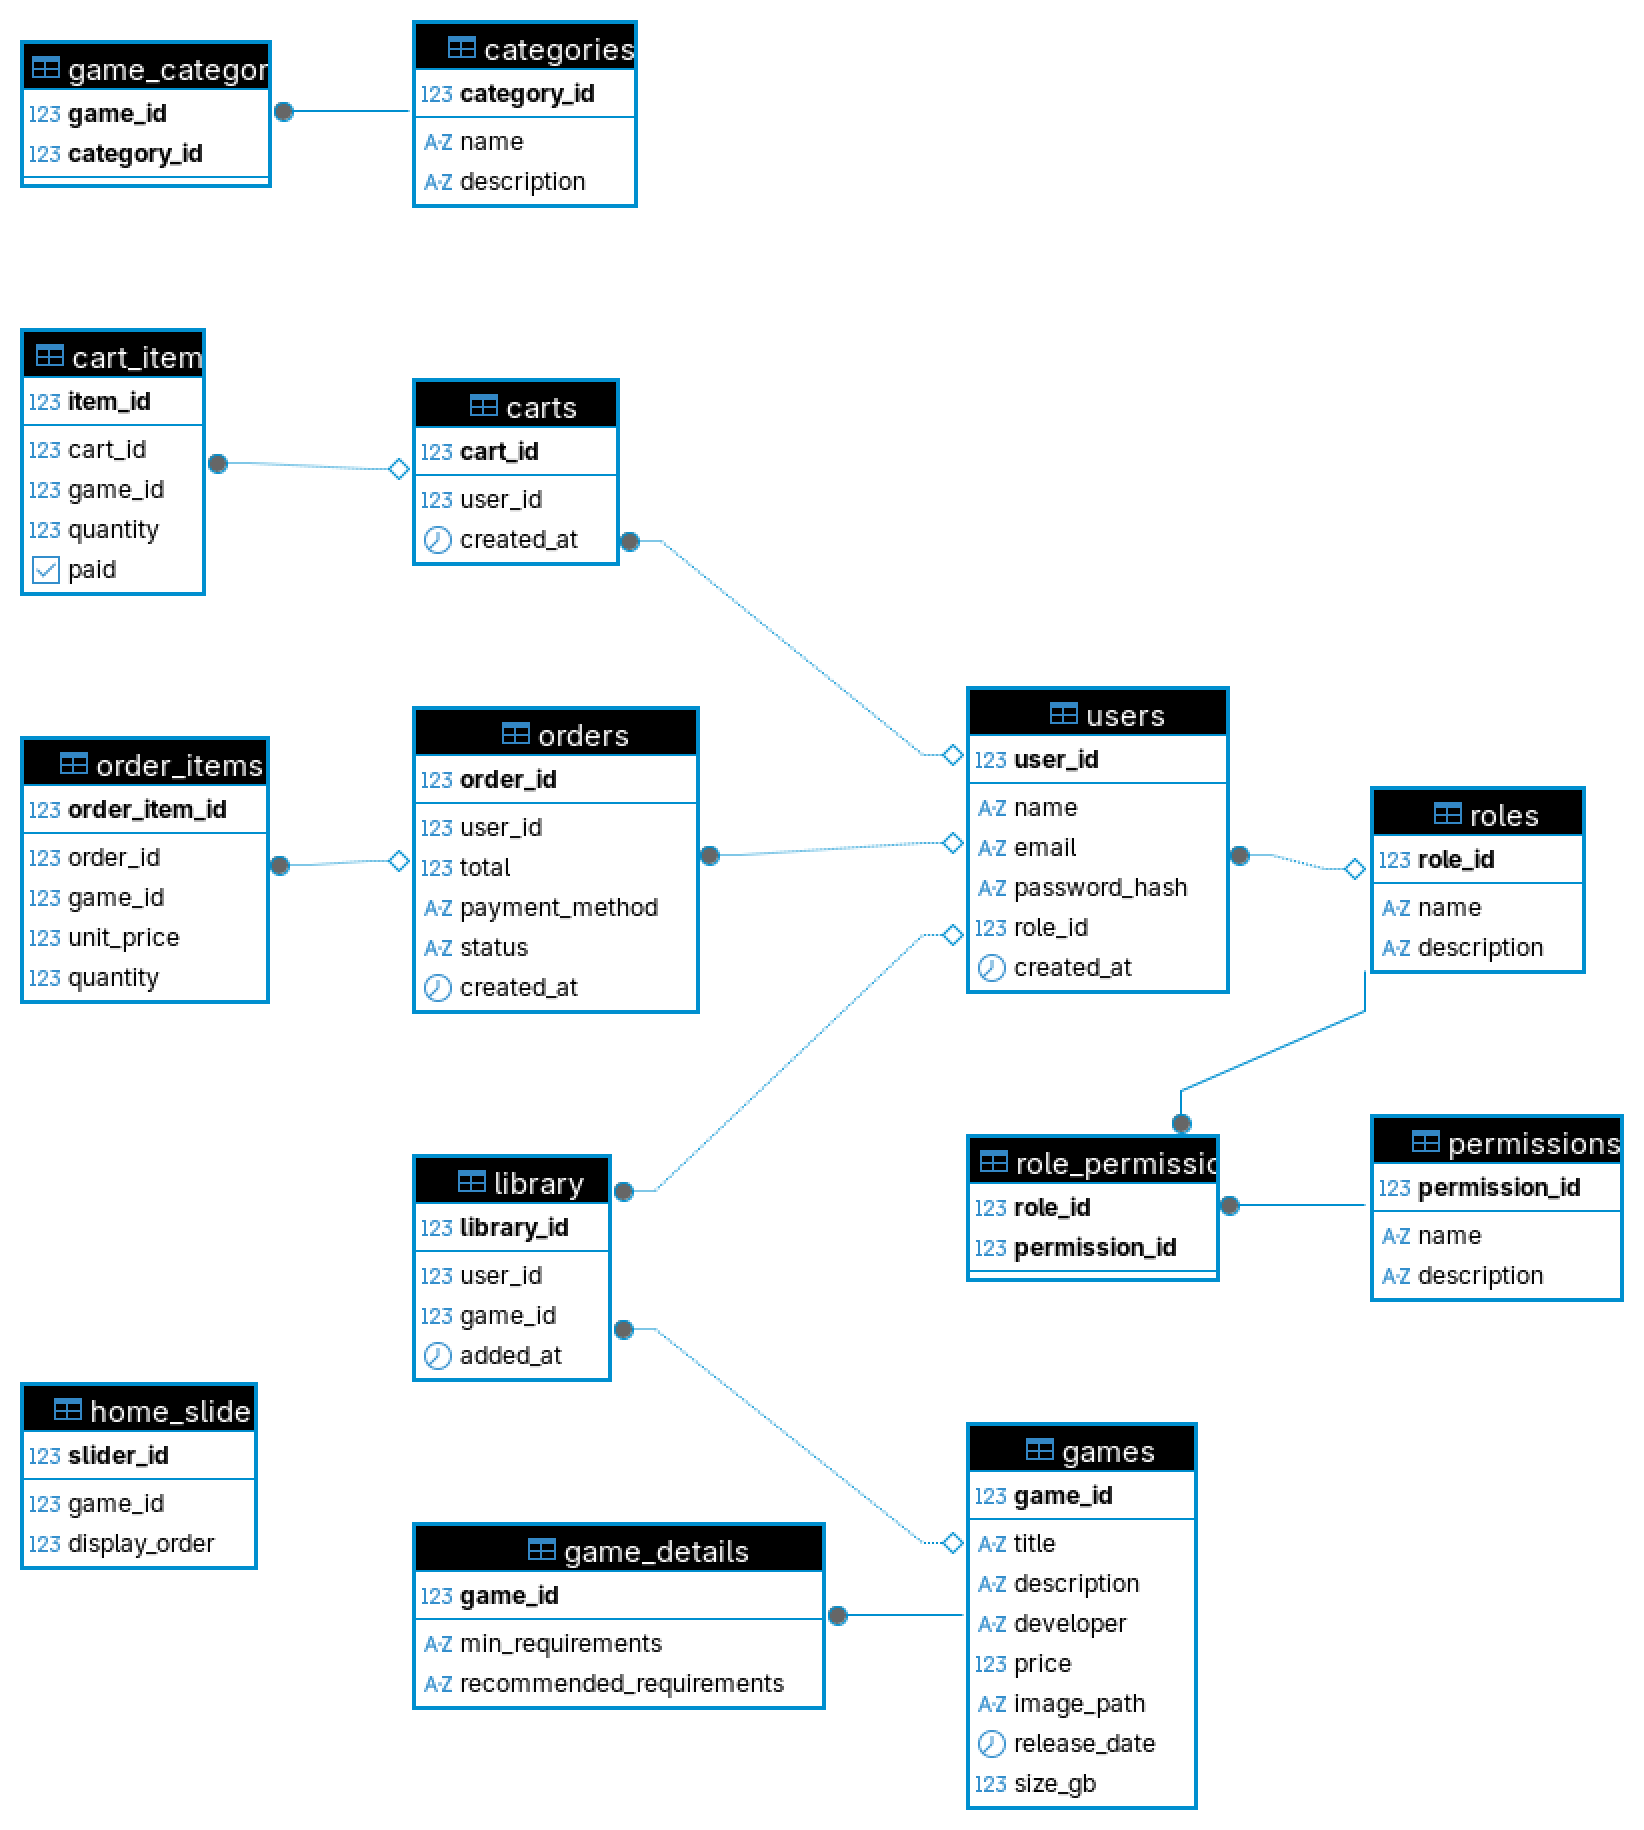 game_categor
123 game_id
123 category_id
categories
123 category_id
A-Z name
A-Z description
cart_item
123 item_id
123 cart_id
123 game_id
123 quantity
paid
carts
123 cart_id
123 user_id
created_at
order_items
123 order_item_id
123 order_id
123 game_id
123 unit_price
123 quantity
orders
123 order_id
123 user_id
123 total
A-Z payment_method
A-Z status
created_at
users
123 user_id
A-Z name
A-Z email
A-Z password_hash
123 role_id
created_at
roles
123 role_id
A-Z name
A-Z description
library
123 library_id
123 user_id
123 game_id
added_at
role_permissic
123 role_id
123 permission_id
permissions
123 permission_id
A-Z name
A-Z description
home_slide
123 slider_id
123 game_id
123 display_order
game_details
123 game_id
A-Z min_requirements
A-Z recommended_requirements
games
123 game_id
A-Z title
A-Z description
A-Z developer
123 price
A-Z image_path
release_date
123 size_gb